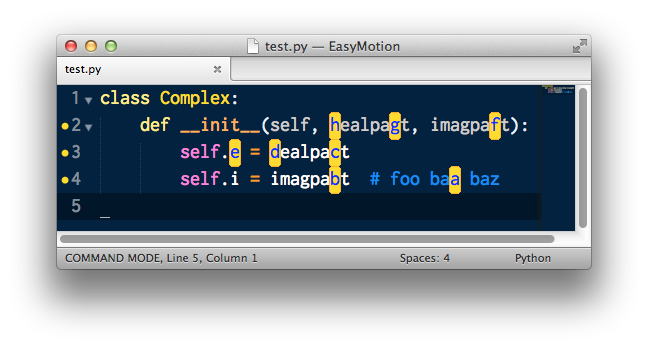 test.py — EasyMotion
test.py
1 class Complex:
2 def __init__(self, healpagt, imagpaft):
3 self.e = dealpact
4 self.i = imagpabt # foo baa baz
5 _
COMMAND MODE, Line 5, Column 1 Spaces: 4 Python